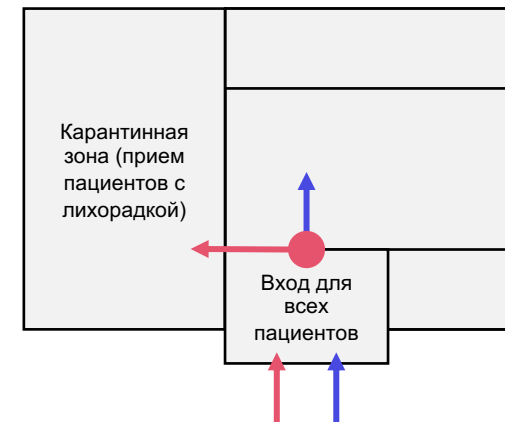 Карантинная
зона (прием
пациентов с
лихорадкой)
Вход для
всех
пациентов